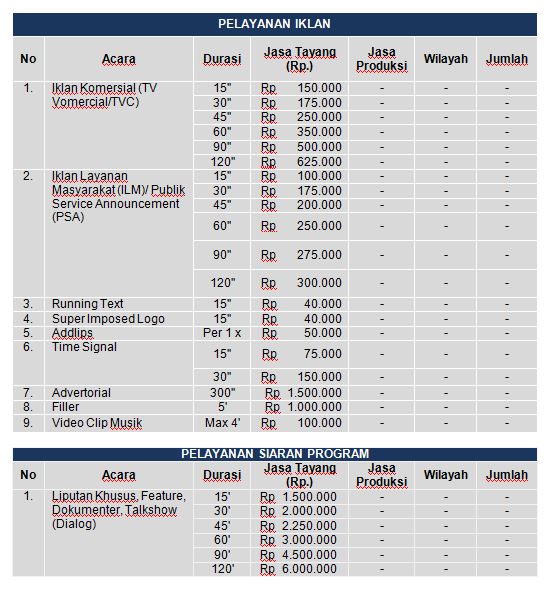 PELAYANAN IKLAN
No Acara Durasi Jasa Tayang (Rp.) Jasa Produksi Wilayah Jumlah
1. Iklan Komersial (TV 15" Rp 150.000 - - -
Vomercial/TVC) 30" Rp 175.000 - - -
45" Rp 250.000 - - -
60" Rp 350.000 - - -
90" Rp 500.000 - - -
120" Rp 625.000 - - -
2. Iklan Layanan 15" Rp 100.000 - - -
Masyarakat (ILM)/ Publik 30" Rp 175.000 - - -
Service Announcement 45" Rp 200.000 - - -
(PSA) 60" Rp 250.000 - - -
90" Rp 275.000 - - -
120" Rp 300.000 - - -
3. Running Text 15" Rp 40.000 - - -
4. Super Imposed Logo 15" Rp 40.000 - - -
5. Addlips Per 1 x Rp 50.000 - - -
6. Time Signal 15" Rp 75.000 - - -
30" Rp 150.000 - - -
7. Advertorial 300" Rp 1.500.000 - - -
8. Filler 5' Rp 1.000.000 - - -
9. Video Clip Musik Max 4' Rp 100.000 - - -
PELAYANAN SIARAN PROGRAM
No Acara Durasi Jasa Tayang (Rp.) Jasa Produksi Wilayah Jumlah
1. Liputan Khusus, Feature, 15' Rp 1.500.000 - - -
Dokumenter, Talkshow 30' Rp 2.000.000 - - -
(Dialog) 45' Rp 2.250.000 - - -
60' Rp 3.000.000 - - -
90' Rp 4.500.000 - - -
120' Rp 6.000.000 - - -